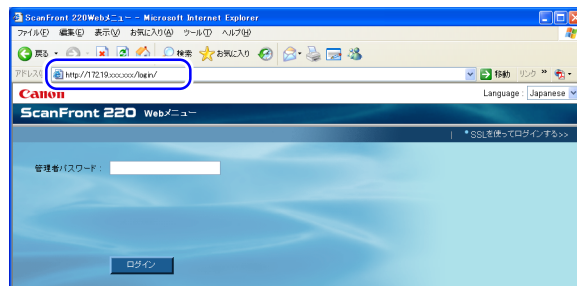 ScanFront 220Webメニュー - Microsoft Internet Explorer
ファイル(F) 編集(E) 表示(V) お気に入り(A) ツール(T) ヘルプ(H)
戻る 検索 お気に入り
アドレス(D) http://172.19.xxx.xxx/login/ 移動 リンク »
Canon Language : Japanese
ScanFront 220 Webメニュー
| *SSLを使ってログインする>>
管理者パスワード :
ログイン